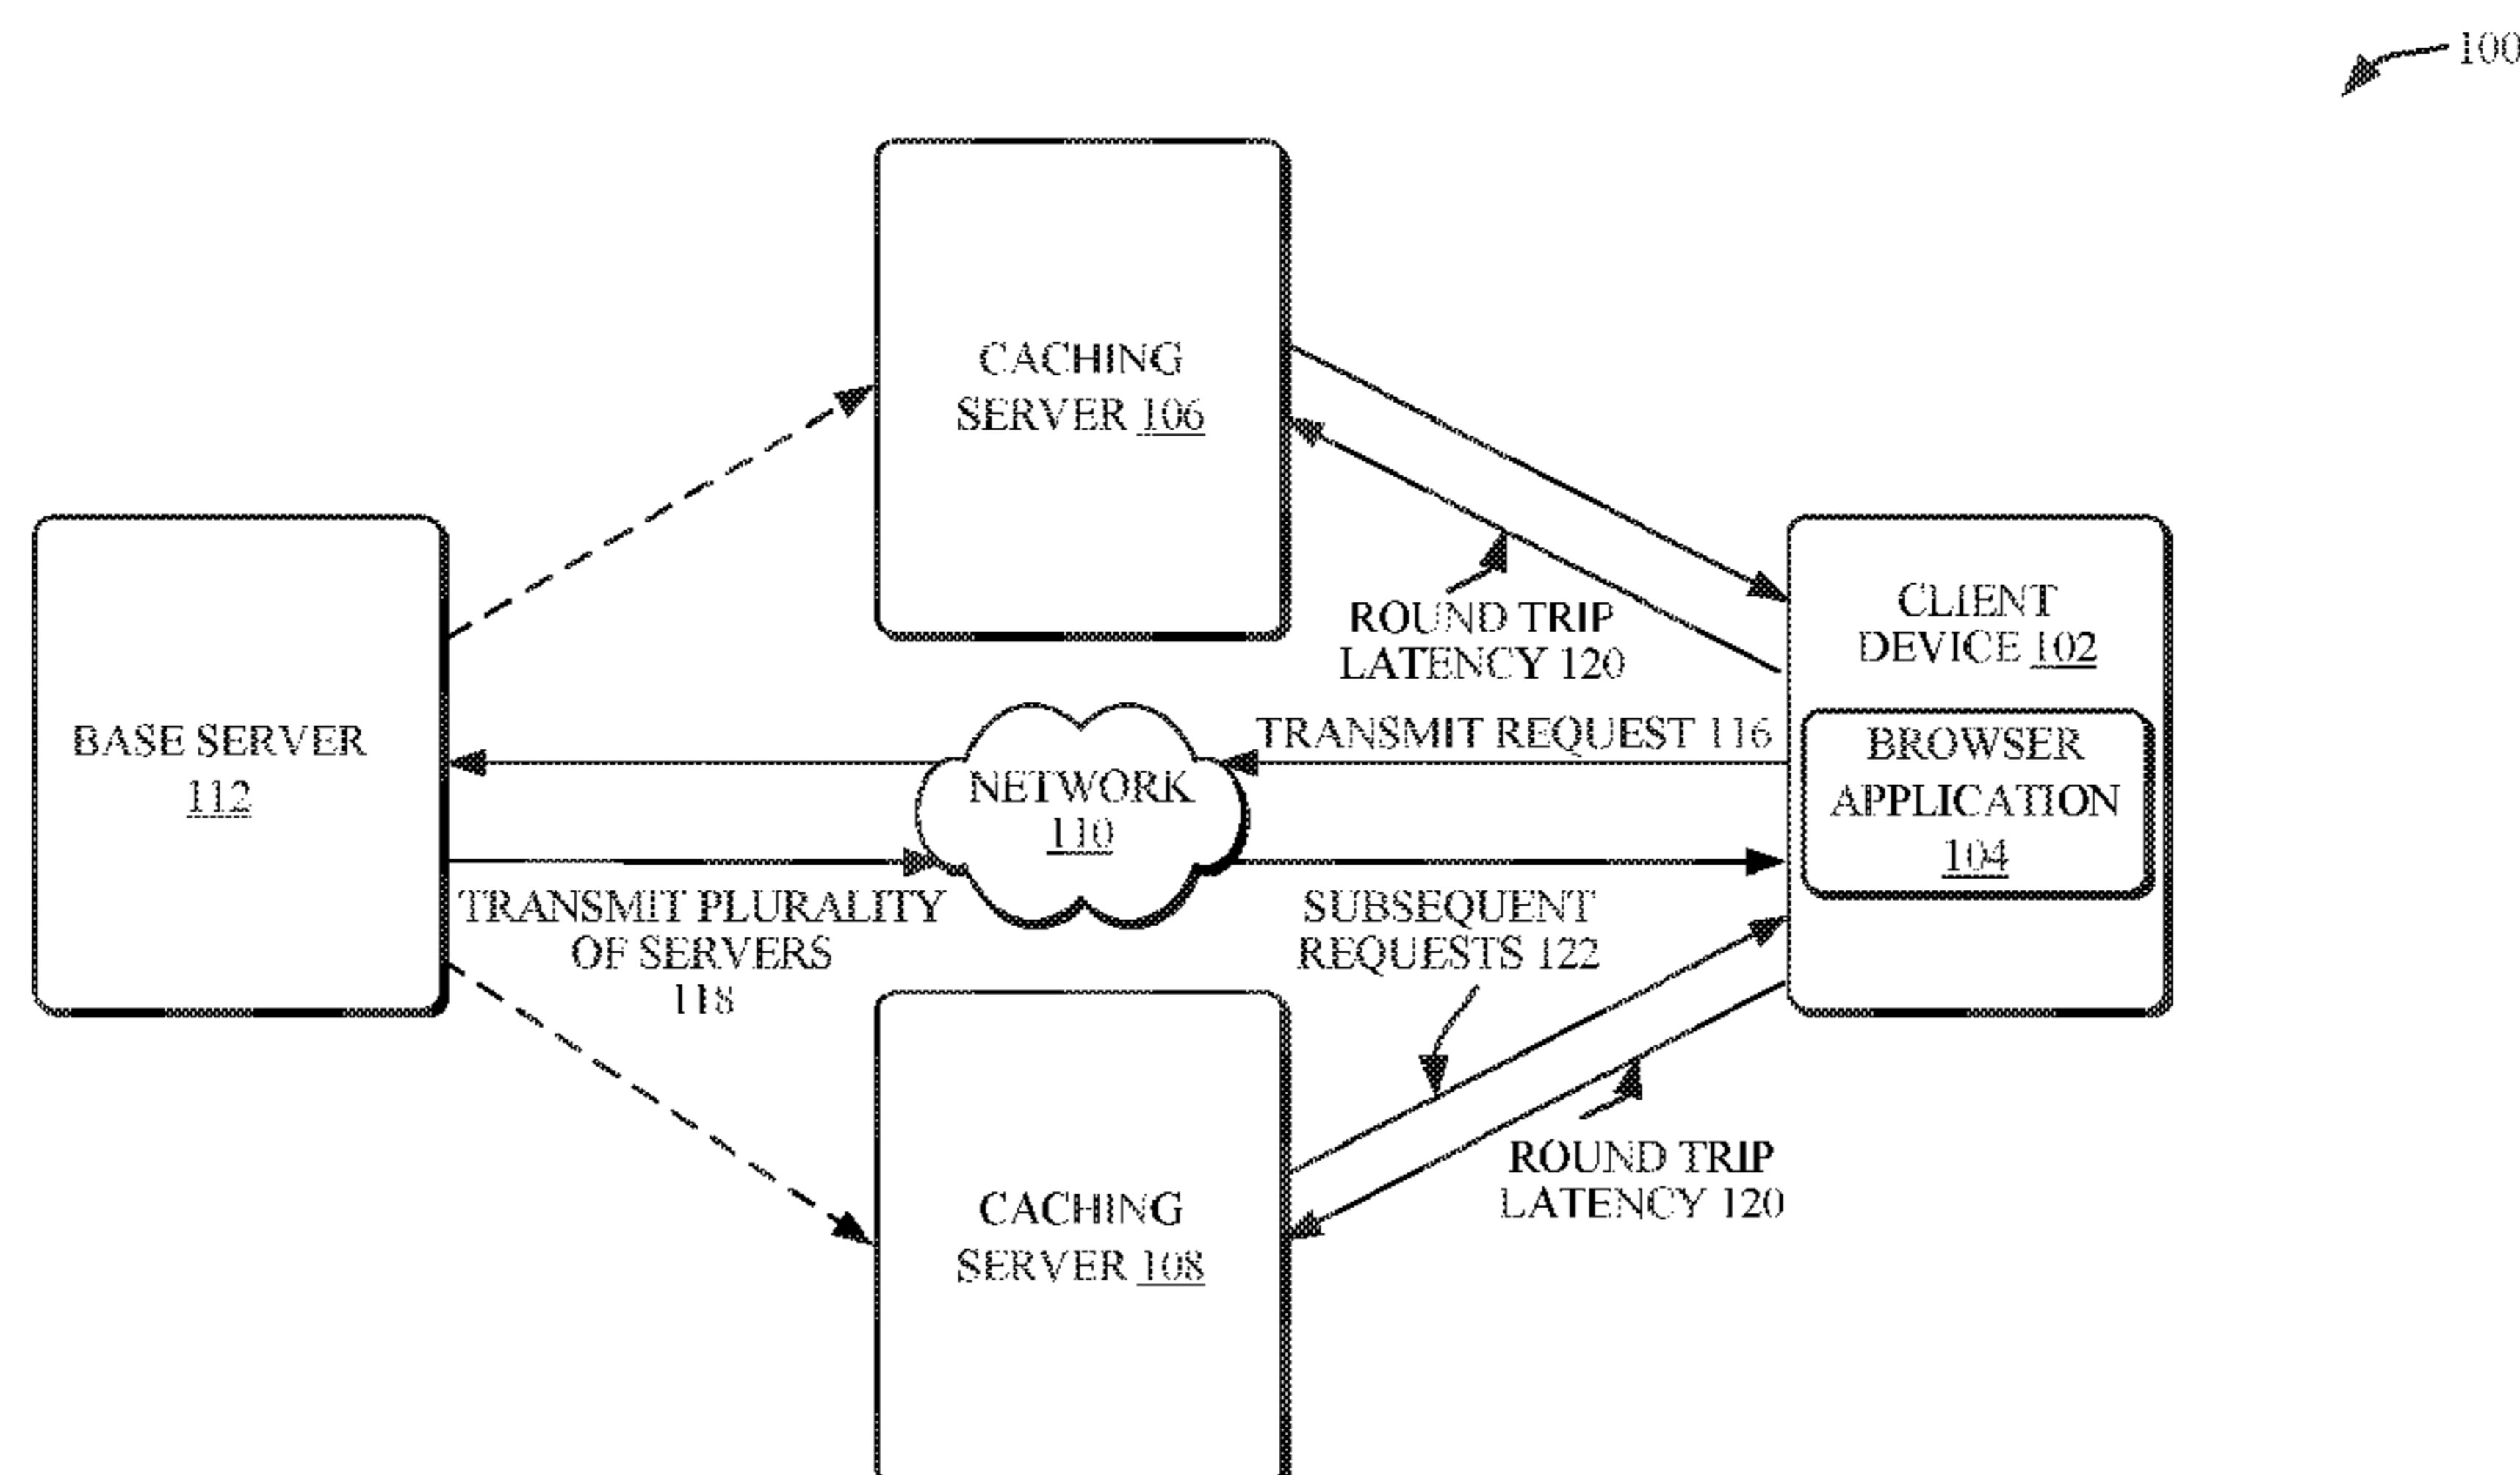 100
CACHING
SERVER 106
ROUND TRIP
LATENCY 120
CLIENT
DEVICE 102
BASE SERVER
112
NETWORK
110
TRANSMIT REQUEST 116
BROWSER
APPLICATION
104
TRANSMIT PLURALITY
OF SERVERS
118
SUBSEQUENT
REQUESTS 122
CACHING
SERVER 108
ROUND TRIP
LATENCY 120